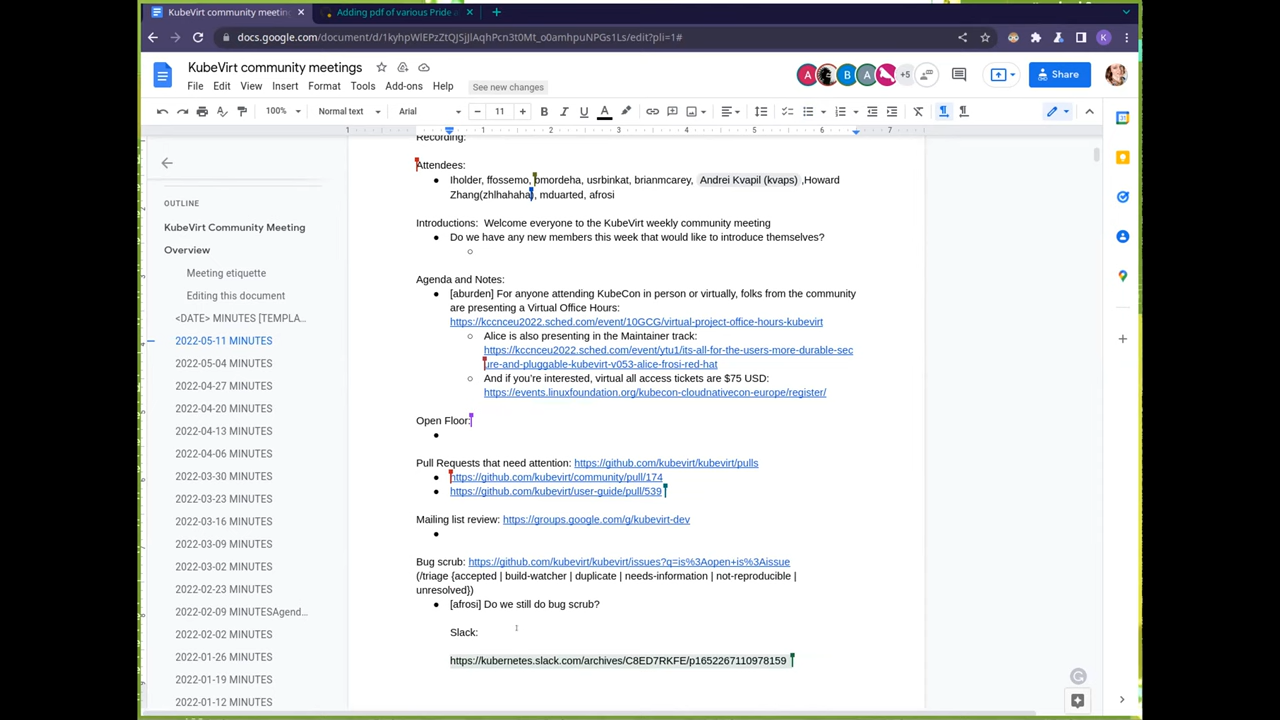 KubeVirt community meetin
Adding pdf of various Pride
docs.google.com/document/d/1kyhpWlEPzZtQJSjJlAqhPcn3t0Mt_o0amhpuNPGs1Ls/edit?pli=1#
K
KubeVirt community meetings
File Edit View Insert Format Tools Add-ons Help See new changes
A B A +5 Share
100% Normal text Arial 11
1 1 2 3 4 5 6 7
Recording:
Attendees:
Iholder, ffossemo, bmordeha, usrbinkat, brianmcarey, Andrei Kvapil (kvaps) ,Howard
Zhang(zhlhahaha), mduarted, afrosi
Introductions: Welcome everyone to the KubeVirt weekly community meeting
Do we have any new members this week that would like to introduce themselves?
Agenda and Notes:
[aburden] For anyone attending KubeCon in person or virtually, folks from the community
are presenting a Virtual Office Hours:
https://kccnceu2022.sched.com/event/10GCG/virtual-project-office-hours-kubevirt
Alice is also presenting in the Maintainer track:
https://kccnceu2022.sched.com/event/ytu1/its-all-for-the-users-more-durable-sec
ure-and-pluggable-kubevirt-v053-alice-frosi-red-hat
And if you're interested, virtual all access tickets are $75 USD:
https://events.linuxfoundation.org/kubecon-cloudnativecon-europe/register/
Open Floor:
Pull Requests that need attention: https://github.com/kubevirt/kubevirt/pulls
https://github.com/kubevirt/community/pull/174
https://github.com/kubevirt/user-guide/pull/539
Mailing list review: https://groups.google.com/g/kubevirt-dev
Bug scrub: https://github.com/kubevirt/kubevirt/issues?q=is%3Aopen+is%3Aissue
(/triage {accepted | build-watcher | duplicate | needs-information | not-reproducible |
unresolved})
[afrosi] Do we still do bug scrub?
Slack:
https://kubernetes.slack.com/archives/C8ED7RKFE/p1652267110978159
OUTLINE
KubeVirt Community Meeting
Overview
Meeting etiquette
Editing this document
<DATE> MINUTES [TEMPLA...
2022-05-11 MINUTES
2022-05-04 MINUTES
2022-04-27 MINUTES
2022-04-20 MINUTES
2022-04-13 MINUTES
2022-04-06 MINUTES
2022-03-30 MINUTES
2022-03-23 MINUTES
2022-03-16 MINUTES
2022-03-09 MINUTES
2022-03-02 MINUTES
2022-02-23 MINUTES
2022-02-09 MINUTESAgend...
2022-02-02 MINUTES
2022-01-26 MINUTES
2022-01-19 MINUTES
2022-01-12 MINUTES